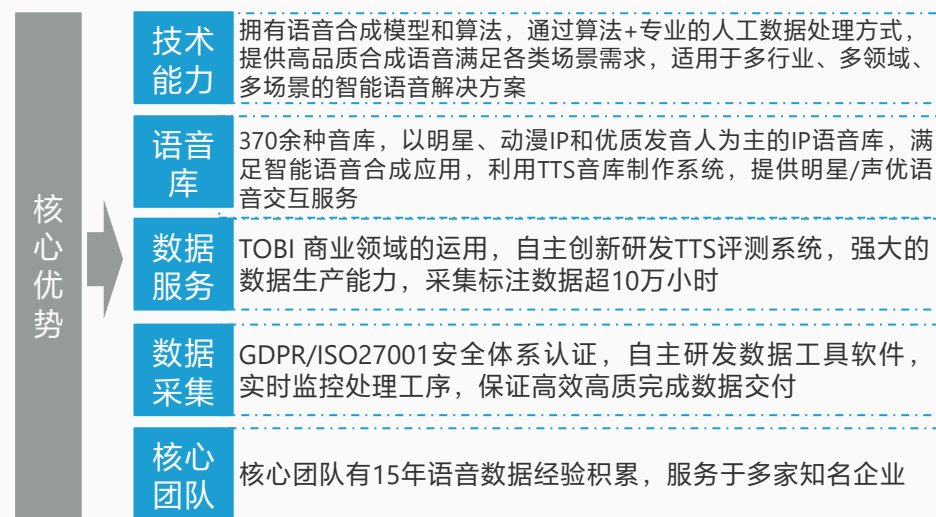 核
心
优
势
技术
能力
拥有语音合成模型和算法，通过算法+专业的人工数据处理方式，
提供高品质合成语音满足各类场景需求，适用于多行业、多领域、
多场景的智能语音解决方案
语音
库
370余种音库，以明星、动漫IP和优质发音人为主的IP语音库，满
足智能语音合成应用，利用TTS音库制作系统，提供明星/声优语
音交互服务
数据
服务
TOBI 商业领域的运用，自主创新研发TTS评测系统，强大的
数据生产能力，采集标注数据超10万小时
数据
采集
GDPR/ISO27001安全体系认证，自主研发数据工具软件，
实时监控处理工序，保证高效高质完成数据交付
核心
团队
核心团队有15年语音数据经验积累，服务于多家知名企业